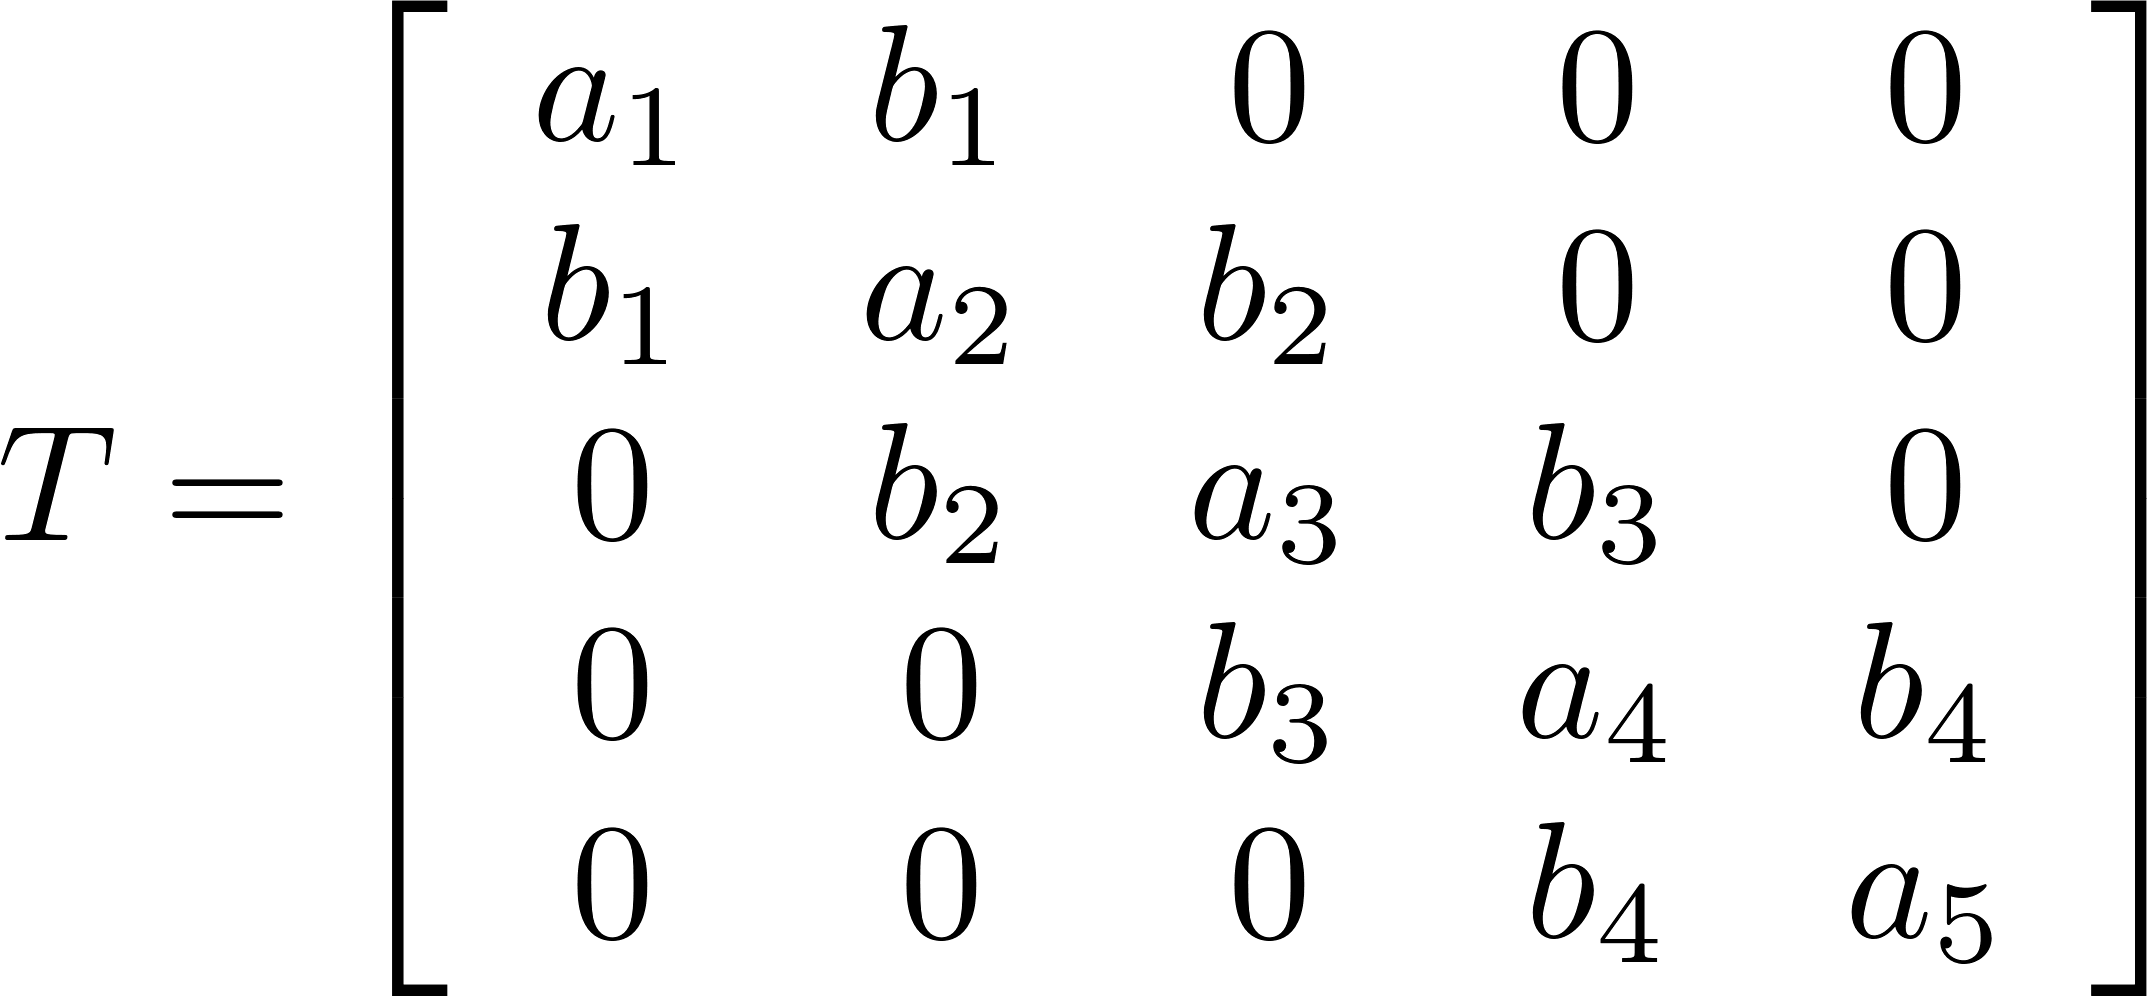 a₁ b₁ 0 0 0
b₁ a₂ b₂ 0 0
T = 0 b₂ a₃ b₃ 0
0 0 b₃ a₄ b₄
0 0 0 b₄ a₅